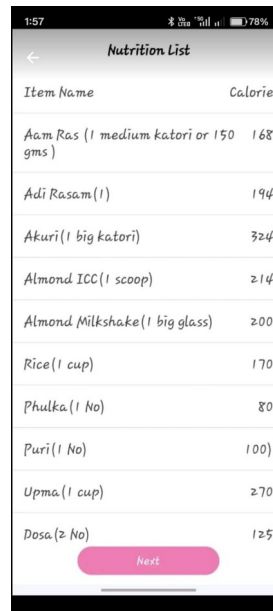 1:57 78%
Nutrition List
Item Name Calorie
Aam Ras (1 medium katori or 150 168
gms )
Adi Rasam(1) 194
Akuri(1 big katori) 324
Almond ICC(1 scoop) 214
Almond Milkshake(1 big glass) 200
Rice(1 cup) 170
Phulka(1 No) 80
Puri(1 No) 100)
Upma(1 cup) 270
Dosa(2 No) 125
Next